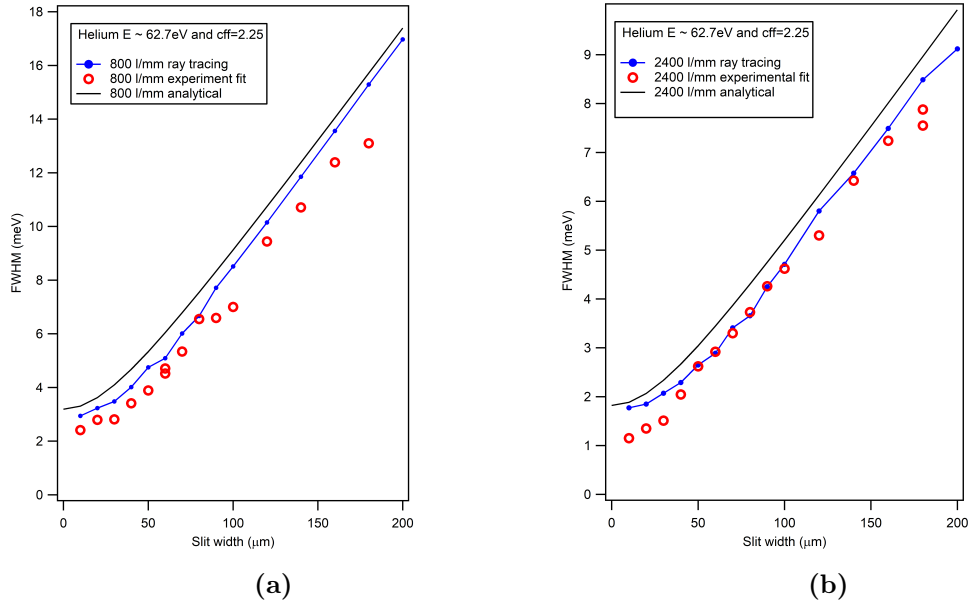 Helium E ~ 62.7eV and cff=2.25
800 l/mm ray tracing
800 l/mm experiment fit
800 l/mm analytical
18
16
14
12
10
8
6
4
2
0
FWHM (meV)
0
50
100
150
200
Slit width (μm)
(a)
Helium E ~ 62.7eV and cff=2.25
2400 l/mm ray tracing
2400 l/mm experimental fit
2400 l/mm analytical
9
8
7
6
5
4
3
2
1
0
FWHM (meV)
0
50
100
150
200
Slit width (μm)
(b)